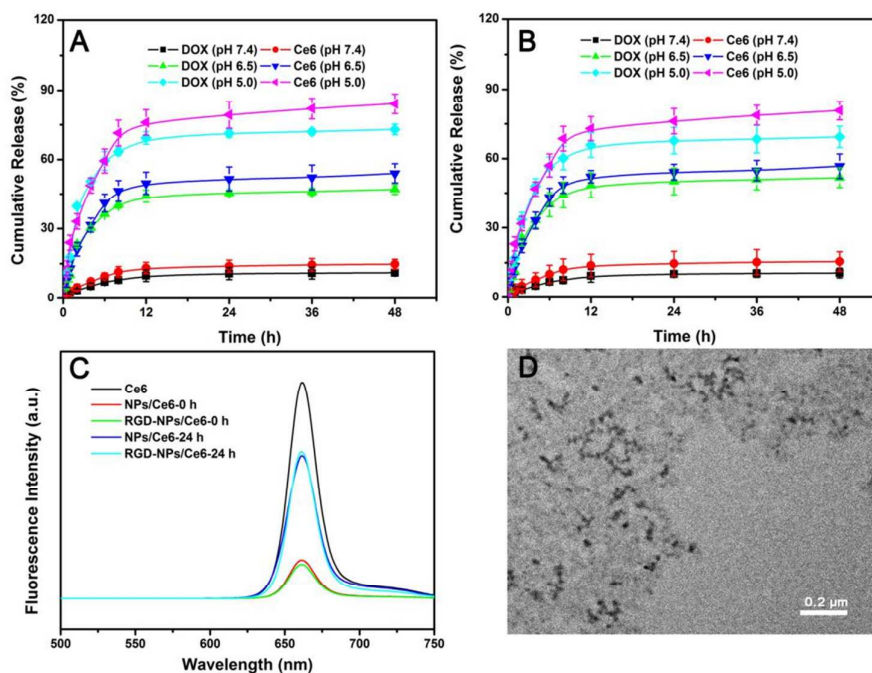 A
DOX (pH 7.4) Ce6 (pH 7.4)
DOX (pH 6.5) Ce6 (pH 6.5)
DOX (pH 5.0) Ce6 (pH 5.0)
Cumulative Release (%)
120
90
60
30
0
0 6 12 24 36 48
Time (h)
B
DOX (pH 7.4) Ce6 (pH 7.4)
DOX (pH 6.5) Ce6 (pH 6.5)
DOX (pH 5.0) Ce6 (pH 5.0)
Cumulative Release (%)
120
90
60
30
0
0 6 12 24 36 48
Time (h)
C
Ce6
NPs/Ce6-0 h
RGD-NPs/Ce6-0 h
NPs/Ce6-24 h
RGD-NPs/Ce6-24 h
Fluorescence Intensity (a.u.)
500 550 600 650 700 750
Wavelength (nm)
D
0.2 μm